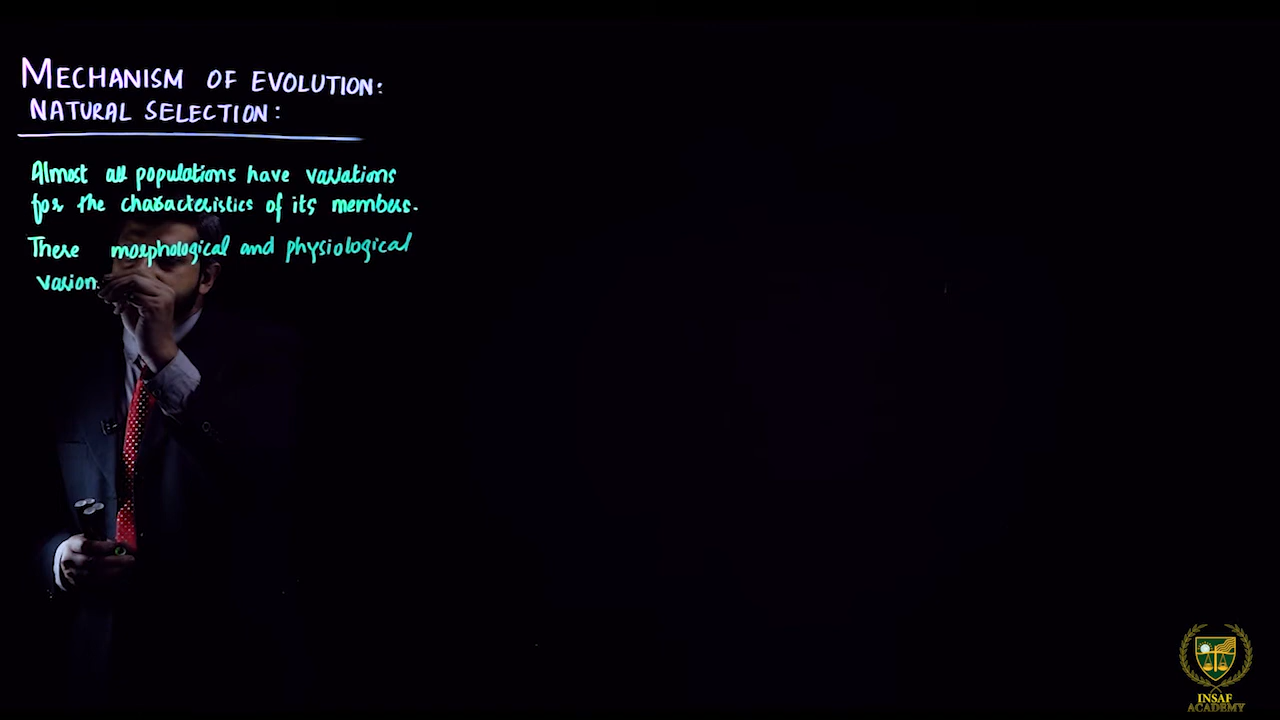 MECHANISM OF EVOLUTION:
NATURAL SELECTION:
Almost all populations have variations
for the characteristics of its members.
There morphological and physiological
varion
INSAF
ACADEMY